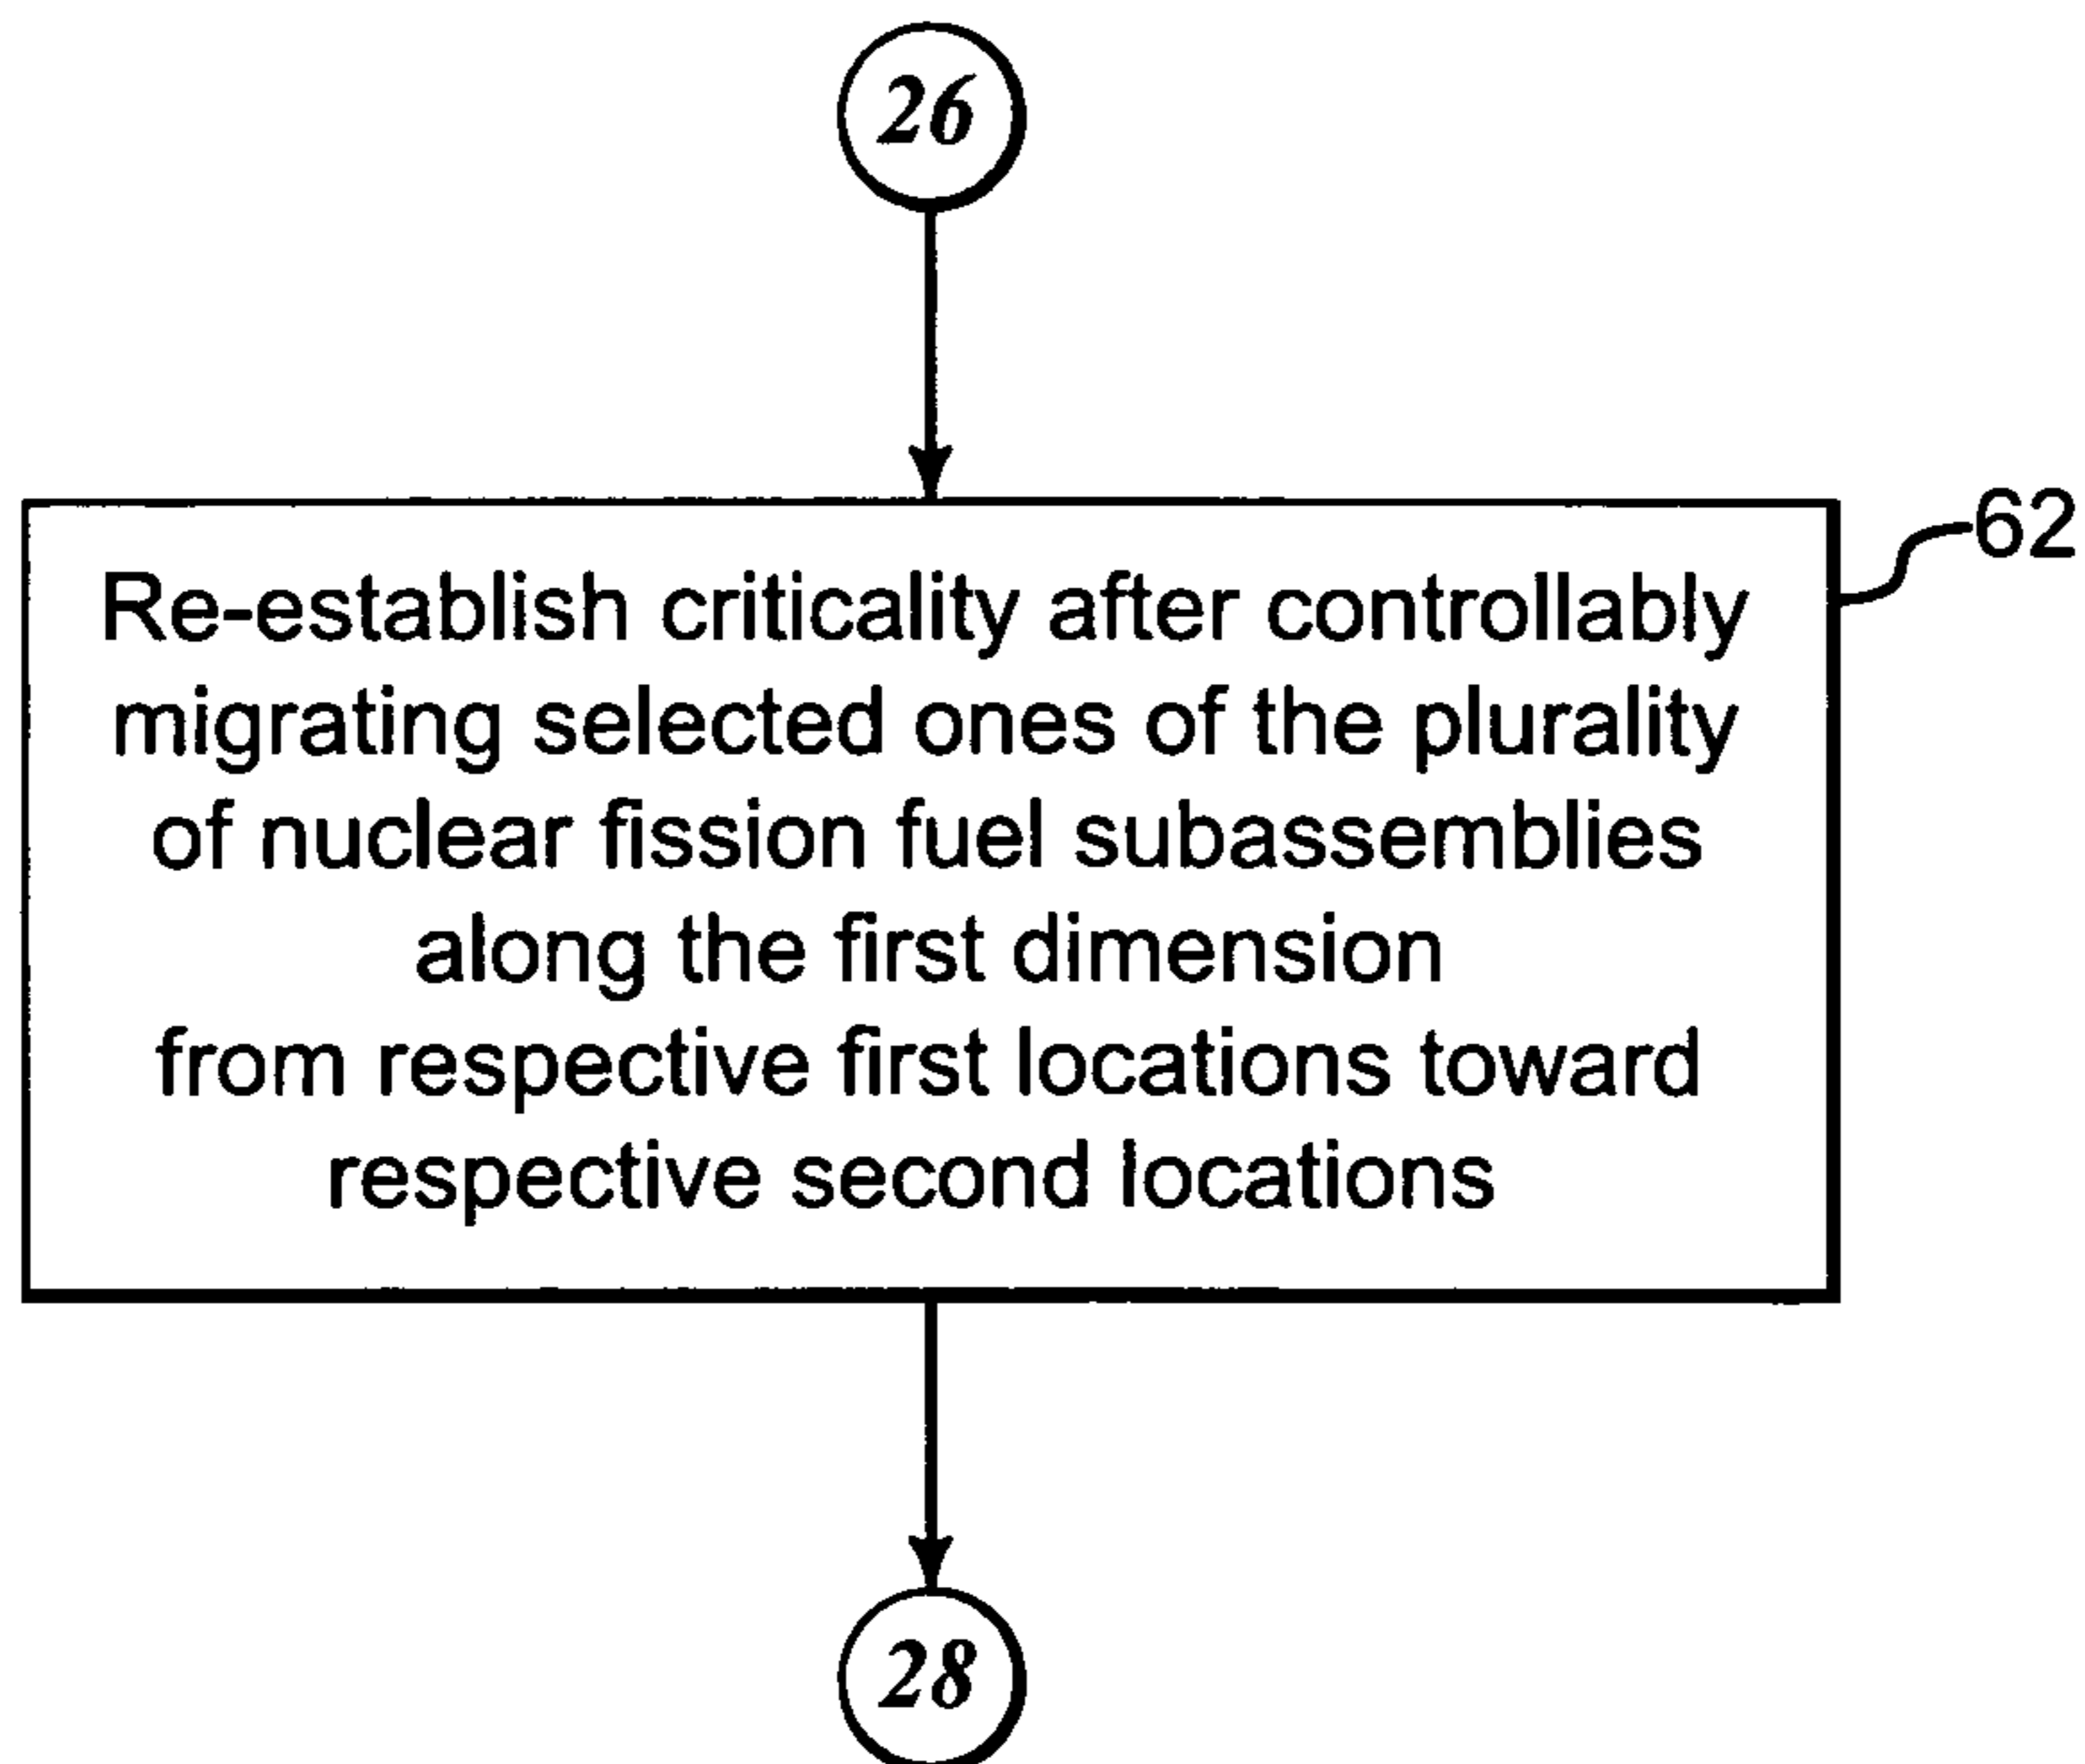 26
62
Re-establish criticality after controllably
migrating selected ones of the plurality
of nuclear fission fuel subassemblies
along the first dimension
from respective first locations toward
respective second locations
28